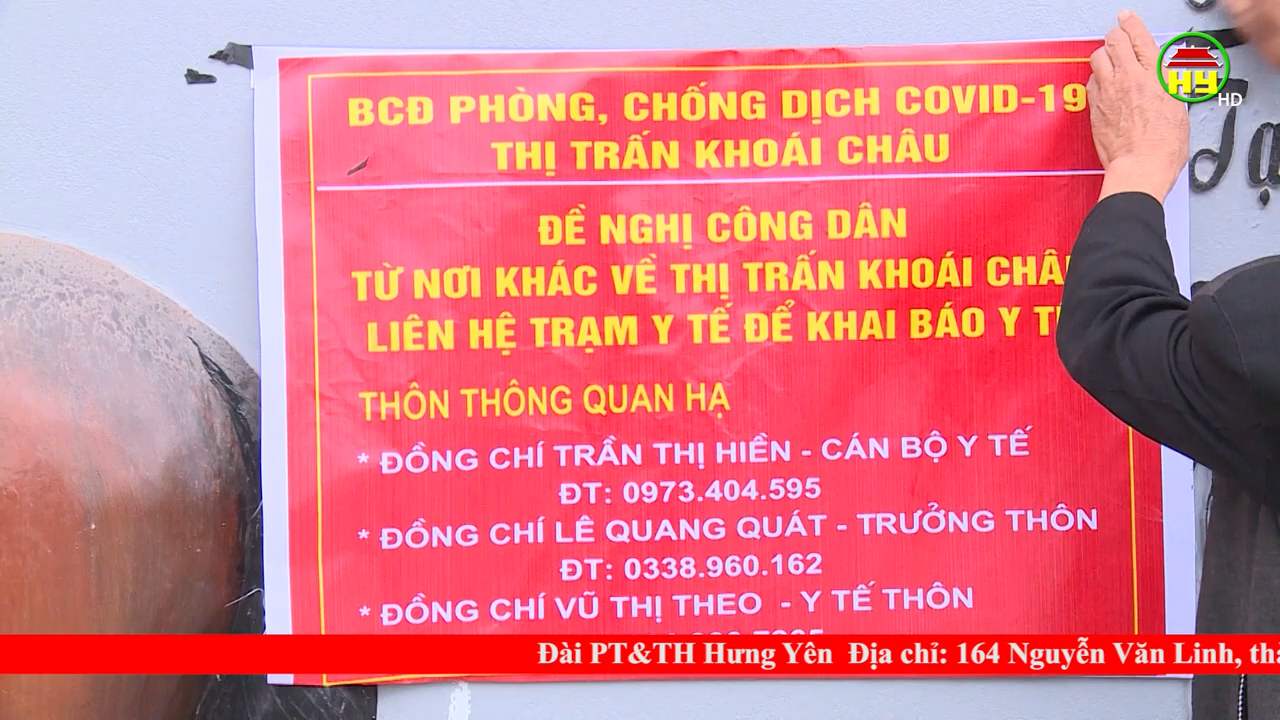 BCĐ PHÒNG, CHỐNG DỊCH COVID-19
THỊ TRẤN KHOÁI CHÂU
ĐỀ NGHỊ CÔNG DÂN
TỪ NƠI KHÁC VỀ THỊ TRẤN KHOÁI CHÂU
LIÊN HỆ TRẠM Y TẾ ĐỂ KHAI BÁO Y TẾ
THÔN THÔNG QUAN HẠ
* ĐỒNG CHÍ TRẦN THỊ HIỀN - CÁN BỘ Y TẾ
ĐT: 0973.404.595
* ĐỒNG CHÍ LÊ QUANG QUÁT - TRƯỞNG THÔN
ĐT: 0338.960.162
* ĐỒNG CHÍ VŨ THỊ THEO - Y TẾ THÔN
HY HD
Đài PT&TH Hưng Yên Địa chỉ: 164 Nguyễn Văn Linh,